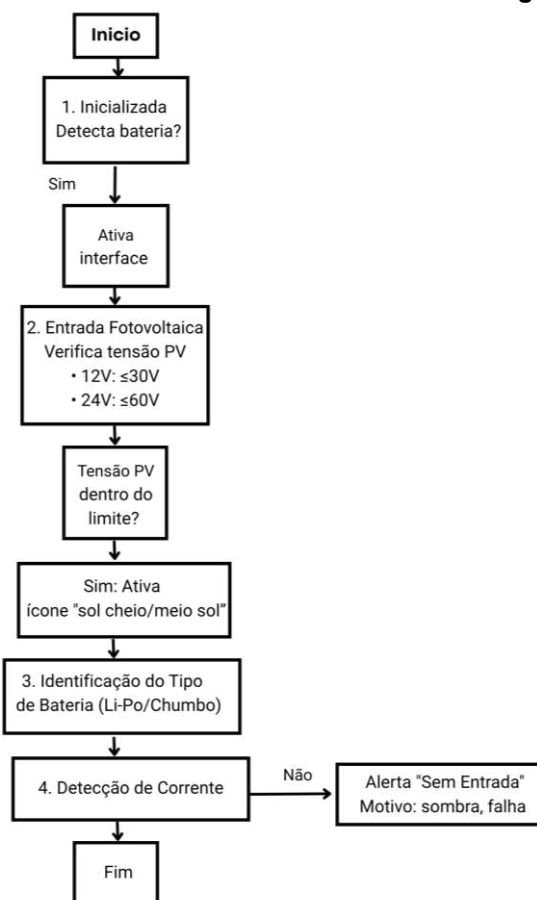 Inicio
1. Inicializada
Detecta bateria?
Sim
Ativa
interface
2. Entrada Fotovoltaica
Verifica tensão PV
• 12V: ≤30V
• 24V: ≤60V
Tensão PV
dentro do
limite?
Sim: Ativa
ícone "sol cheio/meio sol"
3. Identificação do Tipo
de Bateria (Li-Po/Chumbo)
4. Detecção de Corrente
Não
Alerta "Sem Entrada"
Motivo: sombra, falha
Fim